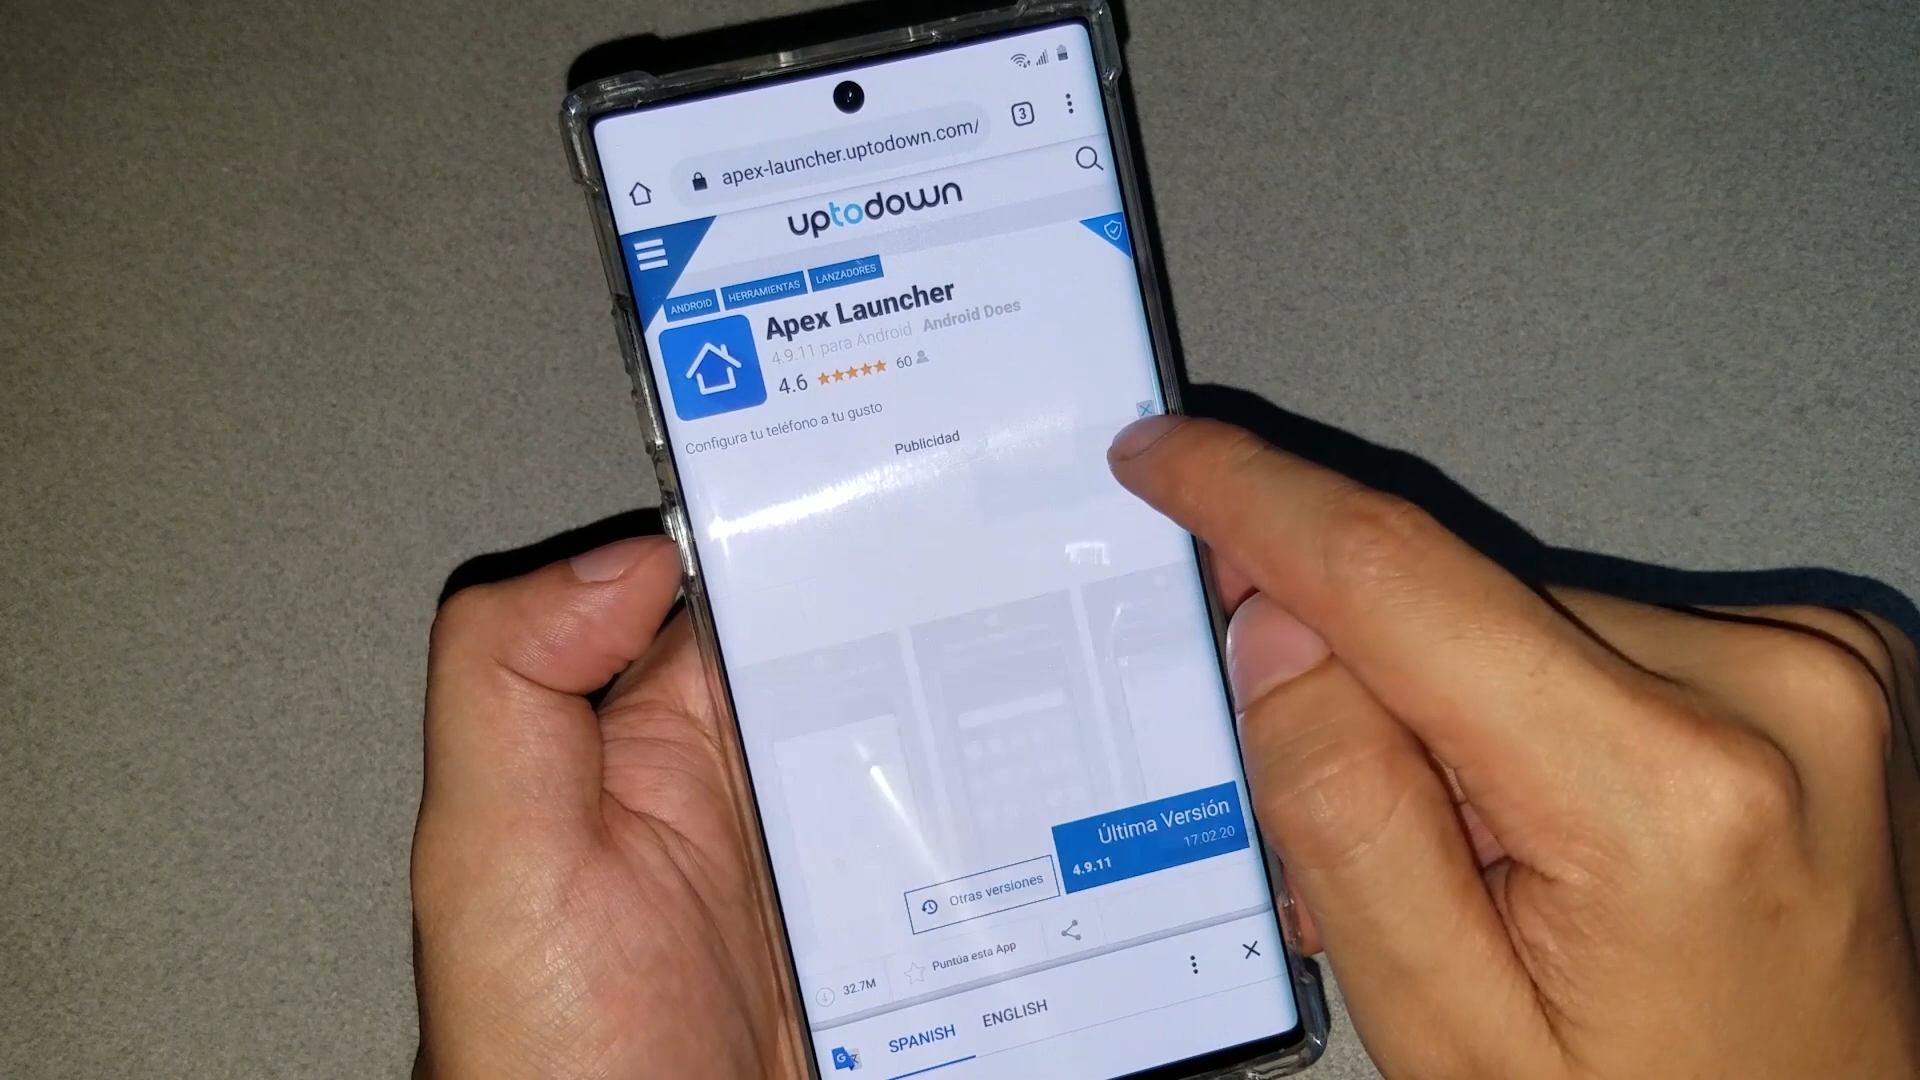 3
apex-launcher.uptodown.com/
uptodown
ANDROID HERRAMIENTAS LANZADORES
Apex Launcher
4.9.11 para Android Android Does
4.6 60
Configura tu teléfono a tu gusto
Publicidad
Última Versión
4.9.11 17.02.20
Otras versiones
32.7M Puntúa esta App
SPANISH ENGLISH